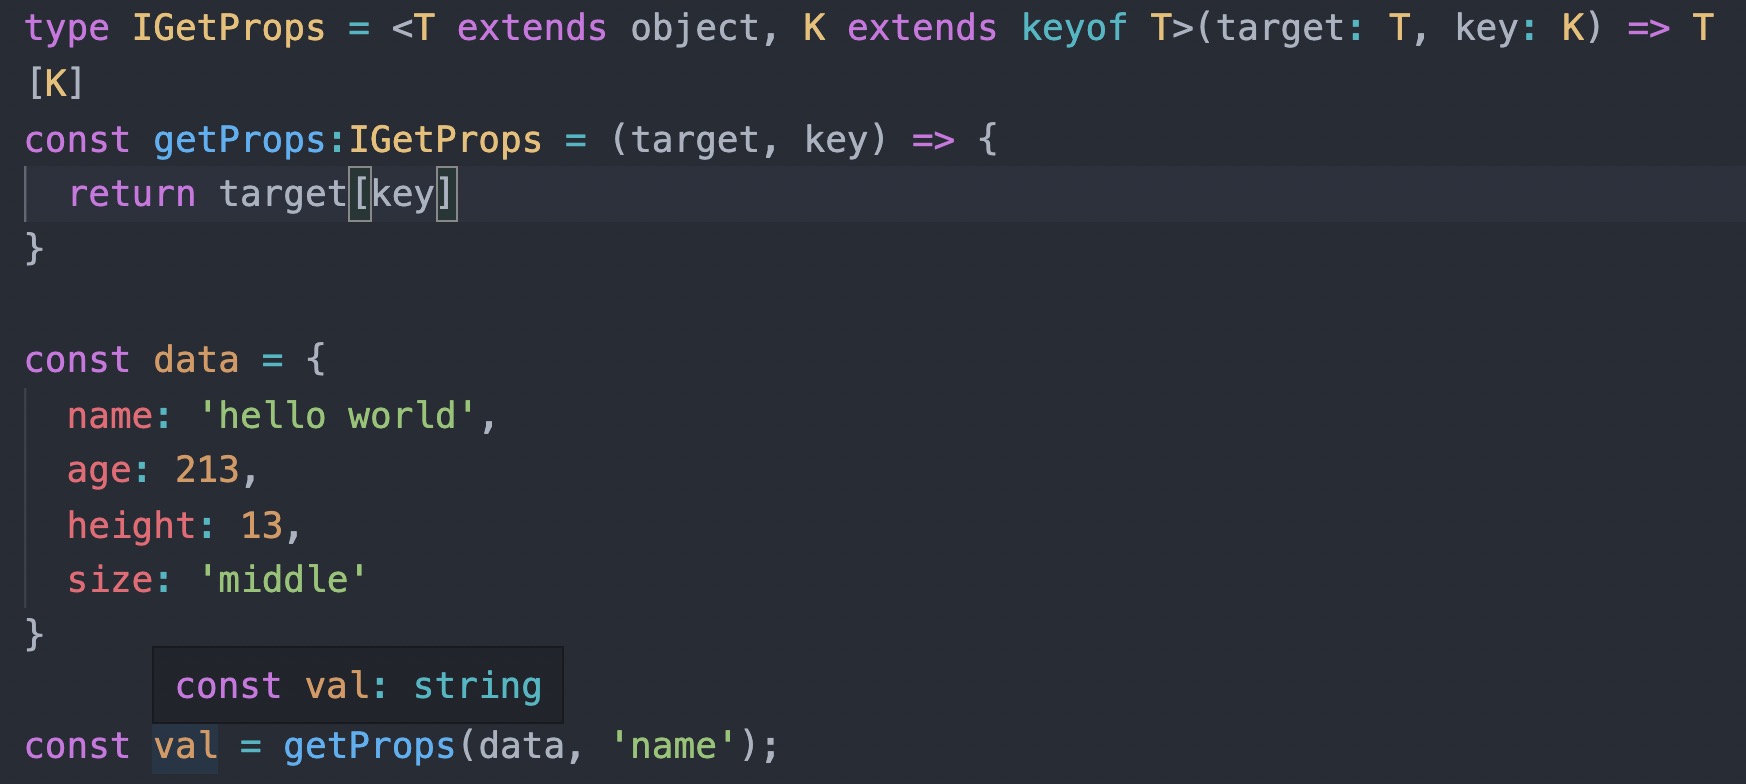 type IGetProps = <T extends object, K extends keyof T>(target: T, key: K) => T
[K]
const getProps:IGetProps = (target, key) => {
  return target[key]
}

const data = {
  name: 'hello world',
  age: 213,
  height: 13,
  size: 'middle'
}
const val: string
const val = getProps(data, 'name');